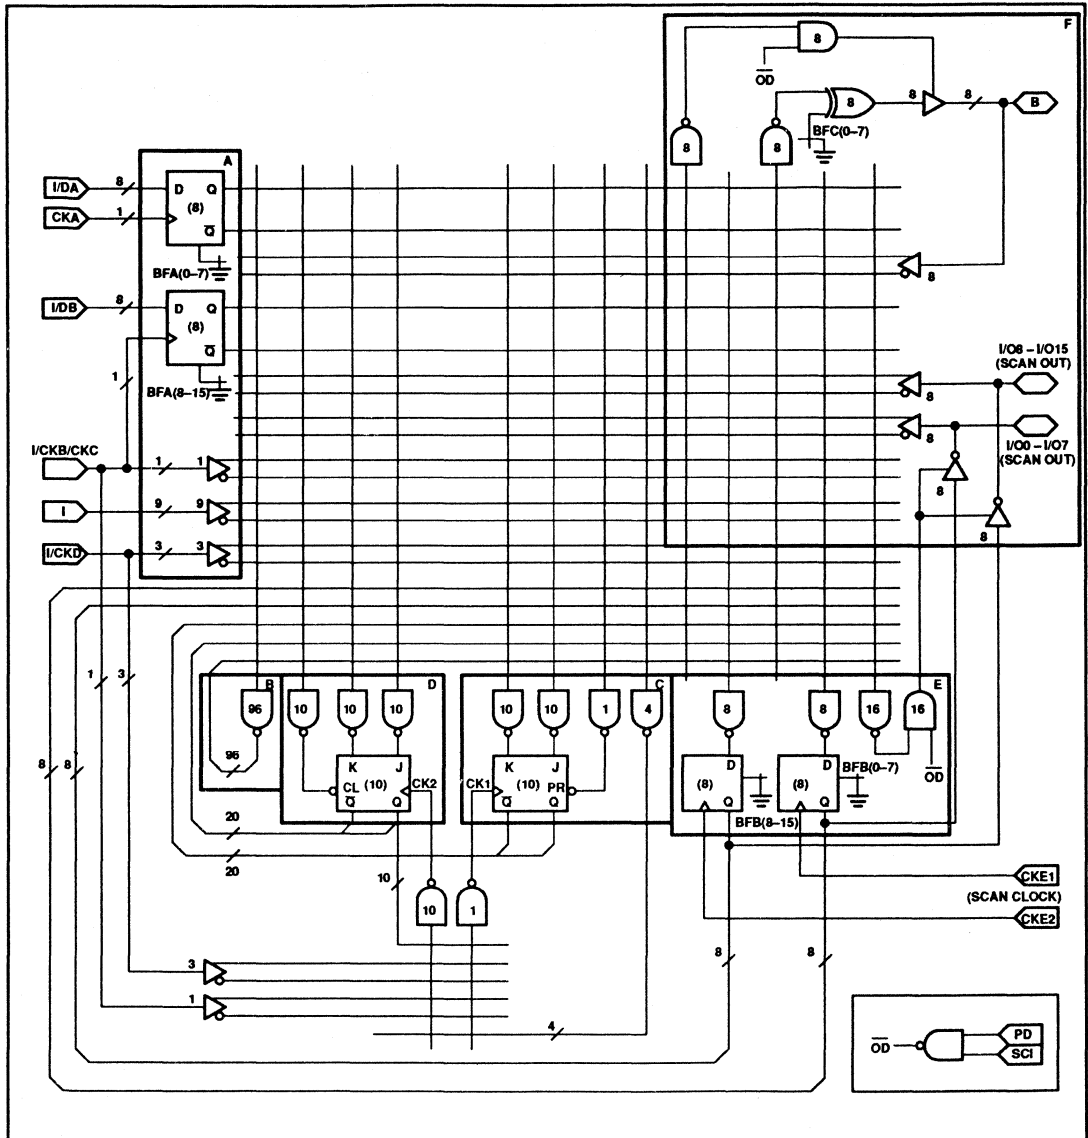 F
8
OD
8
8
8
B
8
8
BFC(0–7)
A
I/DA
8
D Q
(8)
CKA
1
Q
BFA(0–7)
8
I/DB
8
D Q
(8)
Q
1
BFA(8–15)
I/O6 – I/O15
(SCAN OUT)
8
I/O0 – I/O7
(SCAN OUT)
8
8
8
I/CKB/CKC
1
1
I
9
9
I/CKD
3
3
1
3
8
8
B
D
C
E
96
10
10
10
10
10
1
4
8
8
16
16
96
K J
CL (10)
Q Q
CK2
CK1
K J
(10) PR
Q Q
D
(8)
Q
BFB(0–7)
D
(8)
Q
OD
BFB(8–15)
20
20
10
10
1
CKE1
(SCAN CLOCK)
CKE2
8
8
3
1
4
OD
PD
SCI